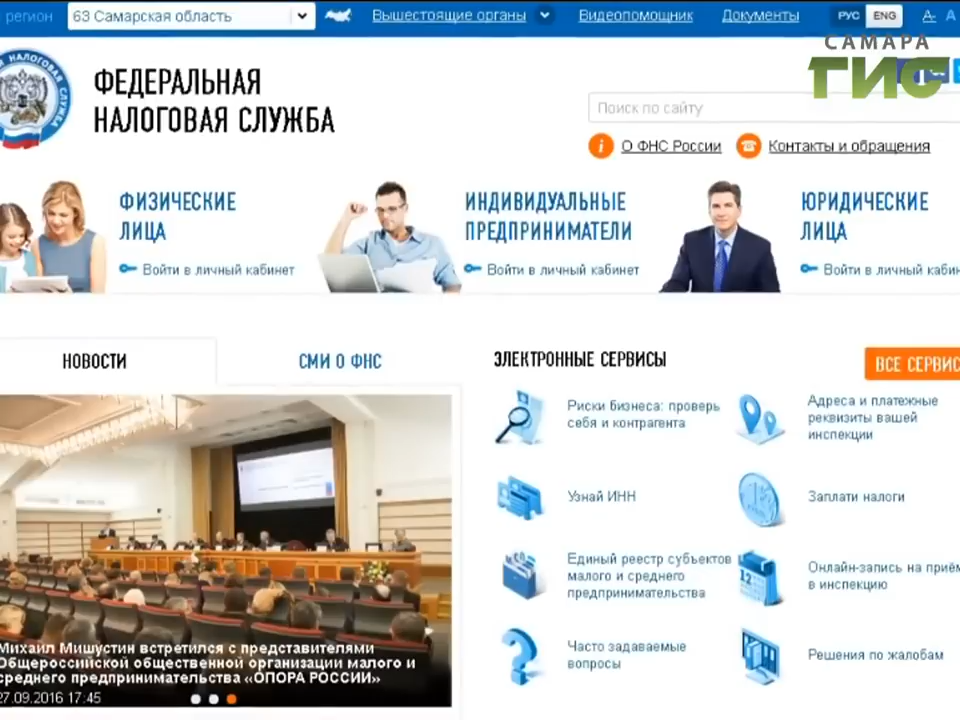 регион
63 Самарская область
Вышестоящие органы
Видеопомощник
Документы
РУС
ENG
A-
A
САМАРА
ГИС
ФЕДЕРАЛЬНАЯ
НАЛОГОВАЯ СЛУЖБА
Поиск по сайту
О ФНС России
Контакты и обращения
ФИЗИЧЕСКИЕ
ЛИЦА
Войти в личный кабинет
ИНДИВИДУАЛЬНЫЕ
ПРЕДПРИНИМАТЕЛИ
Войти в личный кабинет
ЮРИДИЧЕСКИЕ
ЛИЦА
Войти в личный кабин
НОВОСТИ
СМИ О ФНС
ЭЛЕКТРОННЫЕ СЕРВИСЫ
ВСЕ СЕРВИС
Риски бизнеса: проверь
себя и контрагента
Адреса и платежные
реквизиты вашей
инспекции
Узнай ИНН
Заплати налоги
Единый реестр субъектов
малого и среднего
предпринимательства
Онлайн-запись на приём
в инспекцию
Часто задаваемые
вопросы
Решения по жалобам
Михаил Мишустин встретился с представителями
Общероссийской общественной организации малого и
среднего предпринимательства «ОПОРА РОССИИ»
27.09.2016 17:45